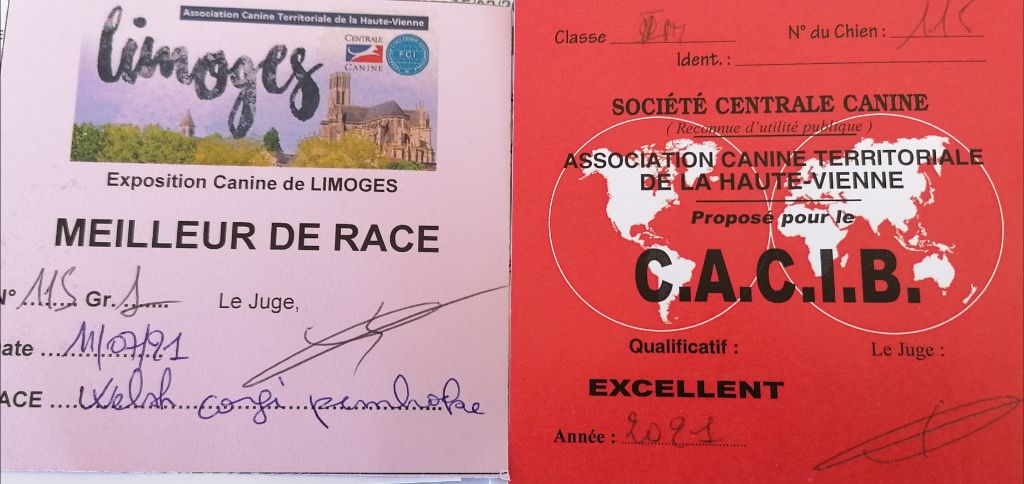 Association Canine Territoriale de la Haute-Vienne
limoges
CENTRALE
CANINE
FCI
Exposition Canine de LIMOGES
MEILLEUR DE RACE
N° 115 Gr. 1 Le Juge,
Date 11/07/21
RACE Welsh corgi pembroke
Classe N° du Chien : 115
Ident. :
SOCIÉTÉ CENTRALE CANINE
( Reconnue d'utilité publique )
ASSOCIATION CANINE TERRITORIALE
DE LA HAUTE-VIENNE
Proposé pour le
C.A.C.I.B.
Qualificatif : Le Juge :
EXCELLENT
Année : 2021